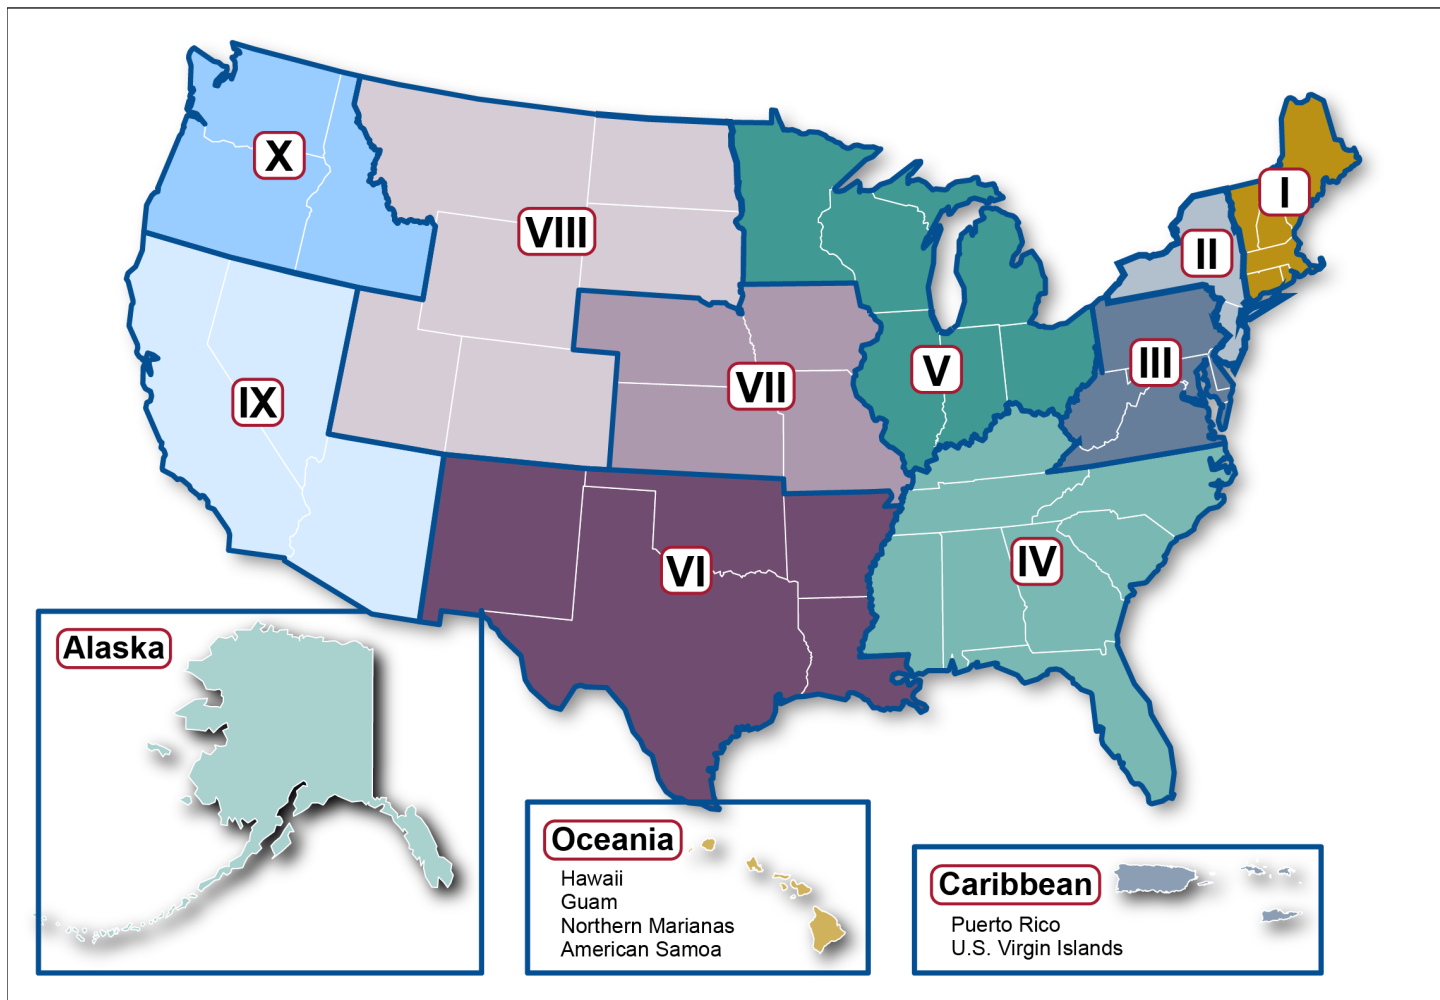 X
I
VIII
II
III
V
VII
IX
IV
VI
Alaska
Oceania
Hawaii
Guam
Northern Marianas
American Samoa
Caribbean
Puerto Rico
U.S. Virgin Islands